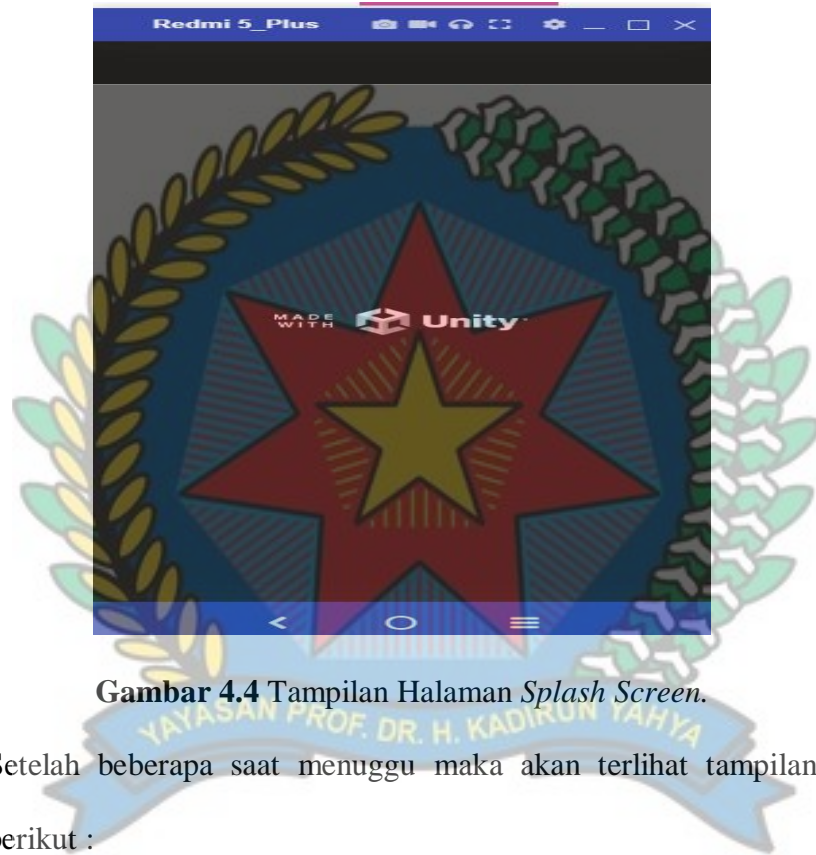 Redmi 5_Plus
MADE
WITH
Unity
Gambar 4.4 Tampilan Halaman Splash Screen.
YAYASAN PROF. DR. H. KADIRUN YAHYA
Setelah beberapa saat menuggu maka akan terlihat tampilan
berikut :